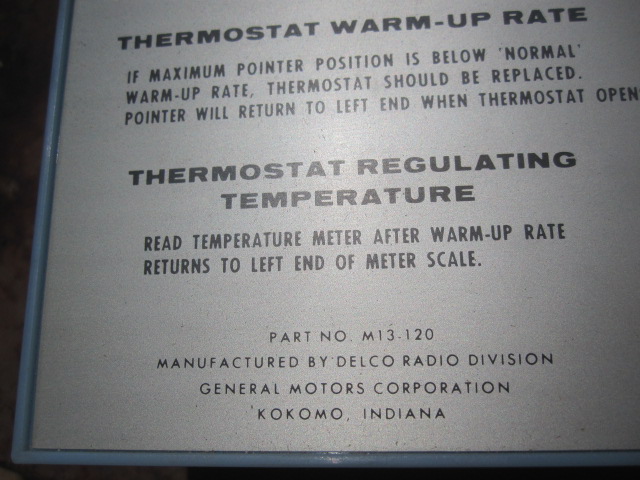 THERMOSTAT WARM-UP RATE
IF MAXIMUM POINTER POSITION IS BELOW 'NORMAL'
WARM-UP RATE, THERMOSTAT SHOULD BE REPLACED.
POINTER WILL RETURN TO LEFT END WHEN THERMOSTAT OPEN
THERMOSTAT REGULATING
TEMPERATURE
READ TEMPERATURE METER AFTER WARM-UP RATE
RETURNS TO LEFT END OF METER SCALE.
PART NO. M13-120
MANUFACTURED BY DELCO RADIO DIVISION
GENERAL MOTORS CORPORATION
KOKOMO, INDIANA